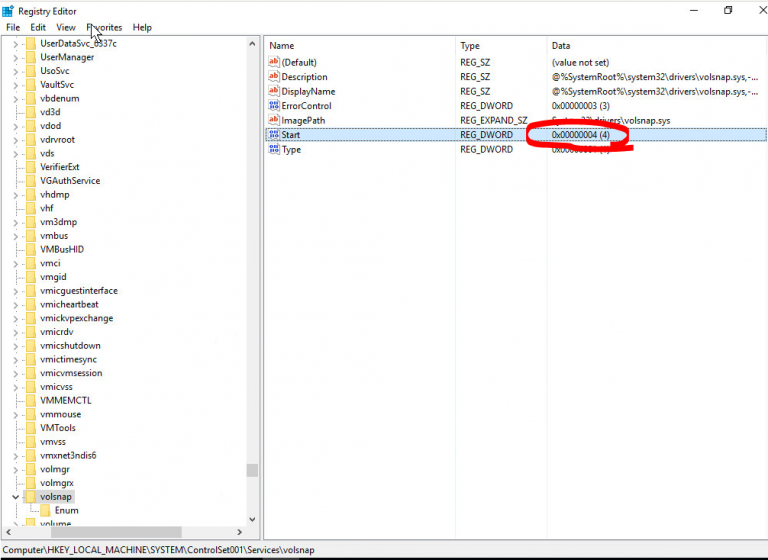 Registry Editor
File Edit View Favorites Help
UserDataSvc_6337c
UserManager
UsoSvc
VaultSvc
vbdenum
vd3d
vdod
vdrvroot
vds
VerifierExt
VGAuthService
vhdmp
vhf
vm3dmp
vmbus
VMBusHID
vmci
vmgid
vmicguestinterface
vmicheartbeat
vmickvpexchange
vmicrdv
vmicshutdown
vmictimesync
vmicvmsession
vmicvss
VMMEMCTL
vmmouse
VMTools
vmvss
vmxnet3ndis6
volmgr
volmgrx
volsnap
Enum
volume
Name Type Data
(Default) REG_SZ (value not set)
Description REG_SZ @%SystemRoot%\system32\drivers\volsnap.sys,-...
DisplayName REG_SZ @%SystemRoot%\system32\drivers\volsnap.sys,-...
ErrorControl REG_DWORD 0x00000003 (3)
ImagePath REG_EXPAND_SZ System32\drivers\volsnap.sys
Start REG_DWORD 0x00000004 (4)
Type REG_DWORD
Computer\HKEY_LOCAL_MACHINE\SYSTEM\ControlSet001\Services\volsnap